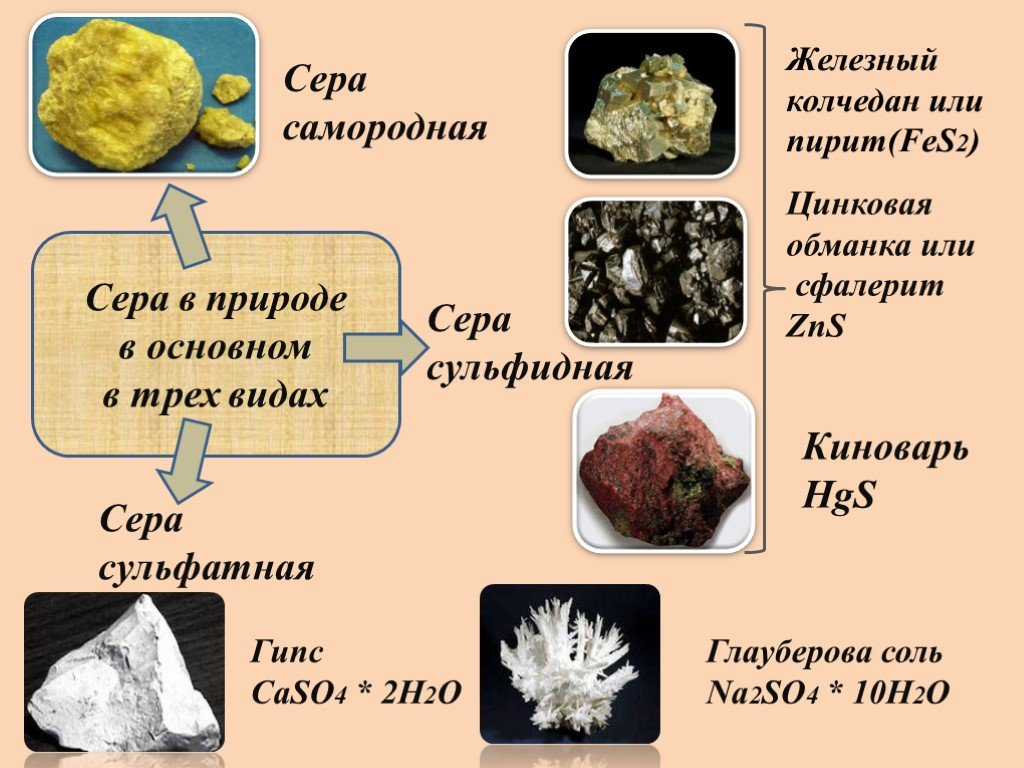 Сера
самородная
Железный
колчедан или
пирит(FeS2)
Цинковая
обманка или
сфалерит
ZnS
Сера в природе
в основном
в трех видах
Сера
сульфидная
Киноварь
HgS
Сера
сульфатная
Гипс
CaSO4 * 2H2O
Глауберова соль
Na2SO4 * 10H2O